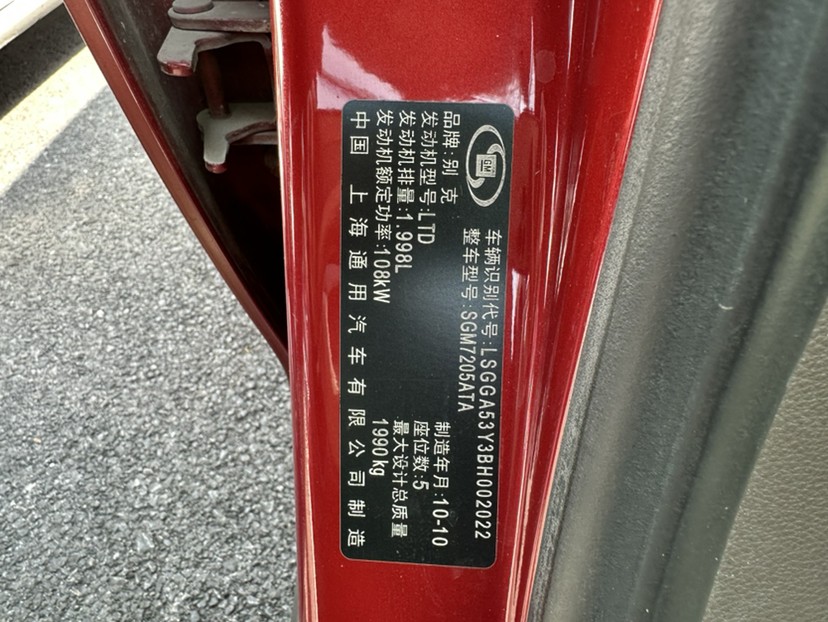 GM
车辆识别代号:LSGGA53Y3BH002022
整车型号:SGM7205ATA
品牌:别克
发动机型号:LTD
制造年月:10-10
发动机排量:1.998L
座位数:5
发动机额定功率:108kW
最大设计总质量
1990kg
中国 上海通用汽车有限公司制造